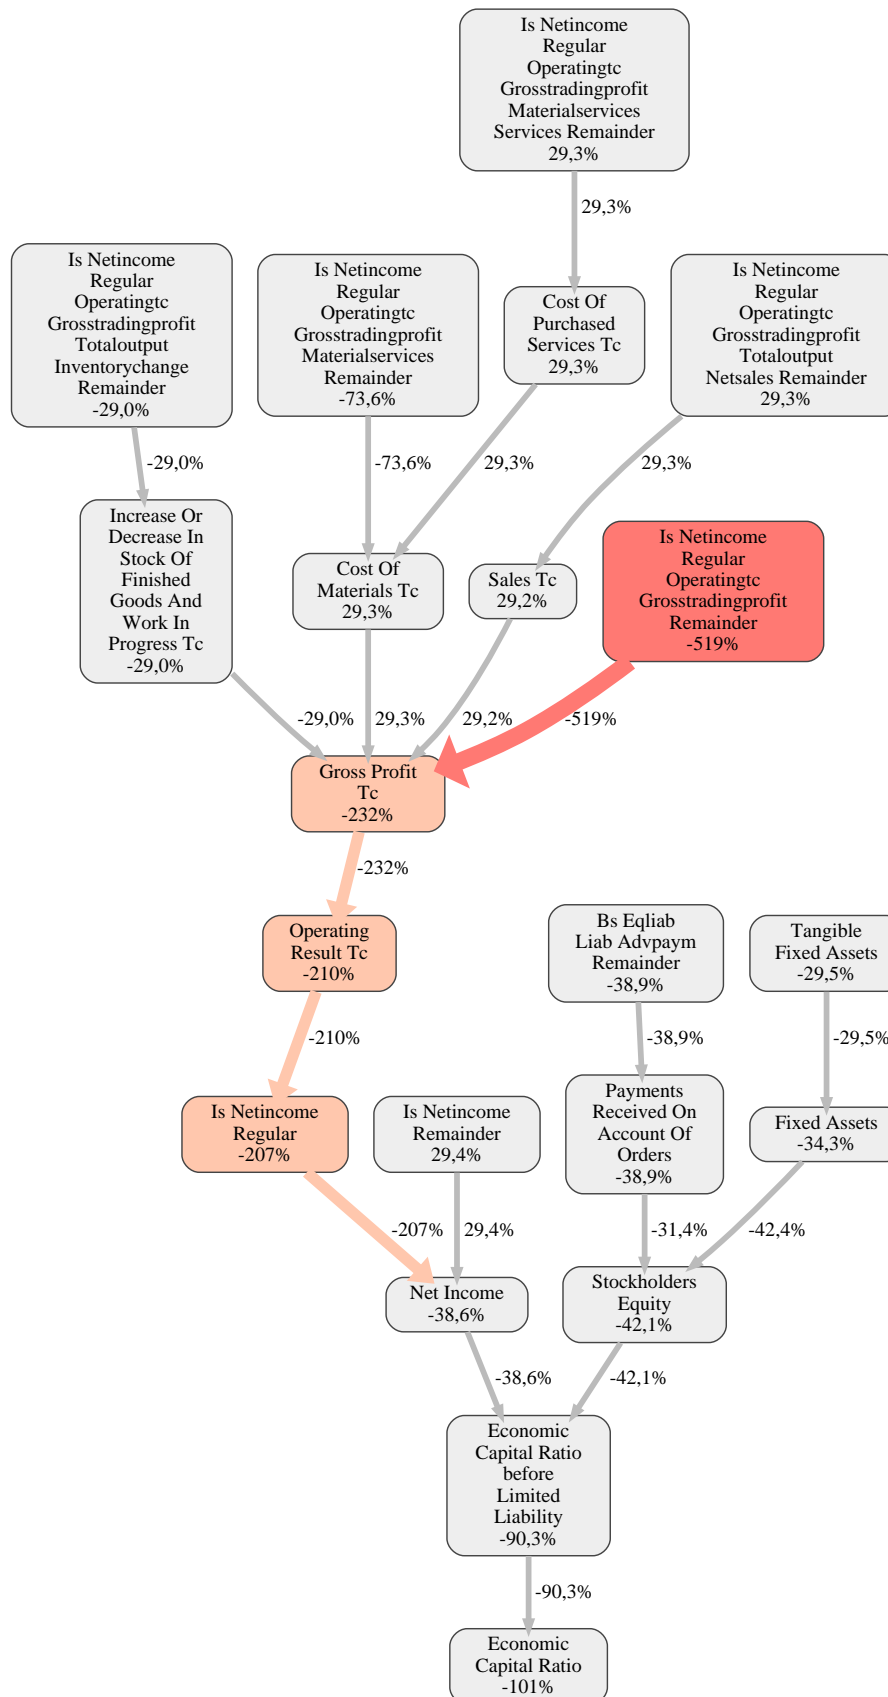 Is Netincome
Regular
Operatingtc
Grosstradingprofit
Materialservices
Services Remainder
29,3%
29,3%
Is Netincome
Regular
Operatingtc
Grosstradingprofit
Totaloutput
Inventorychange
Remainder
-29,0%
Is Netincome
Regular
Operatingtc
Grosstradingprofit
Materialservices
Remainder
-73,6%
Cost Of
Purchased
Services Tc
29,3%
Is Netincome
Regular
Operatingtc
Grosstradingprofit
Totaloutput
Netsales Remainder
29,3%
-29,0%
-73,6%
29,3%
29,3%
Increase Or
Decrease In
Stock Of
Finished
Goods And
Work In
Progress Tc
-29,0%
Cost Of
Materials Tc
29,3%
Sales Tc
29,2%
Is Netincome
Regular
Operatingtc
Grosstradingprofit
Remainder
-519%
-29,0%
29,3%
29,2%
-519%
Gross Profit
Tc
-232%
-232%
Operating
Result Tc
-210%
Bs Eqliab
Liab Advpaym
Remainder
-38,9%
Tangible
Fixed Assets
-29,5%
-210%
-38,9%
-29,5%
Is Netincome
Regular
-207%
Is Netincome
Remainder
29,4%
Payments
Received On
Account Of
Orders
-38,9%
Fixed Assets
-34,3%
-207%
29,4%
-31,4%
-42,4%
Net Income
-38,6%
Stockholders
Equity
-42,1%
-38,6%
-42,1%
Economic
Capital Ratio
before
Limited
Liability
-90,3%
-90,3%
Economic
Capital Ratio
-101%